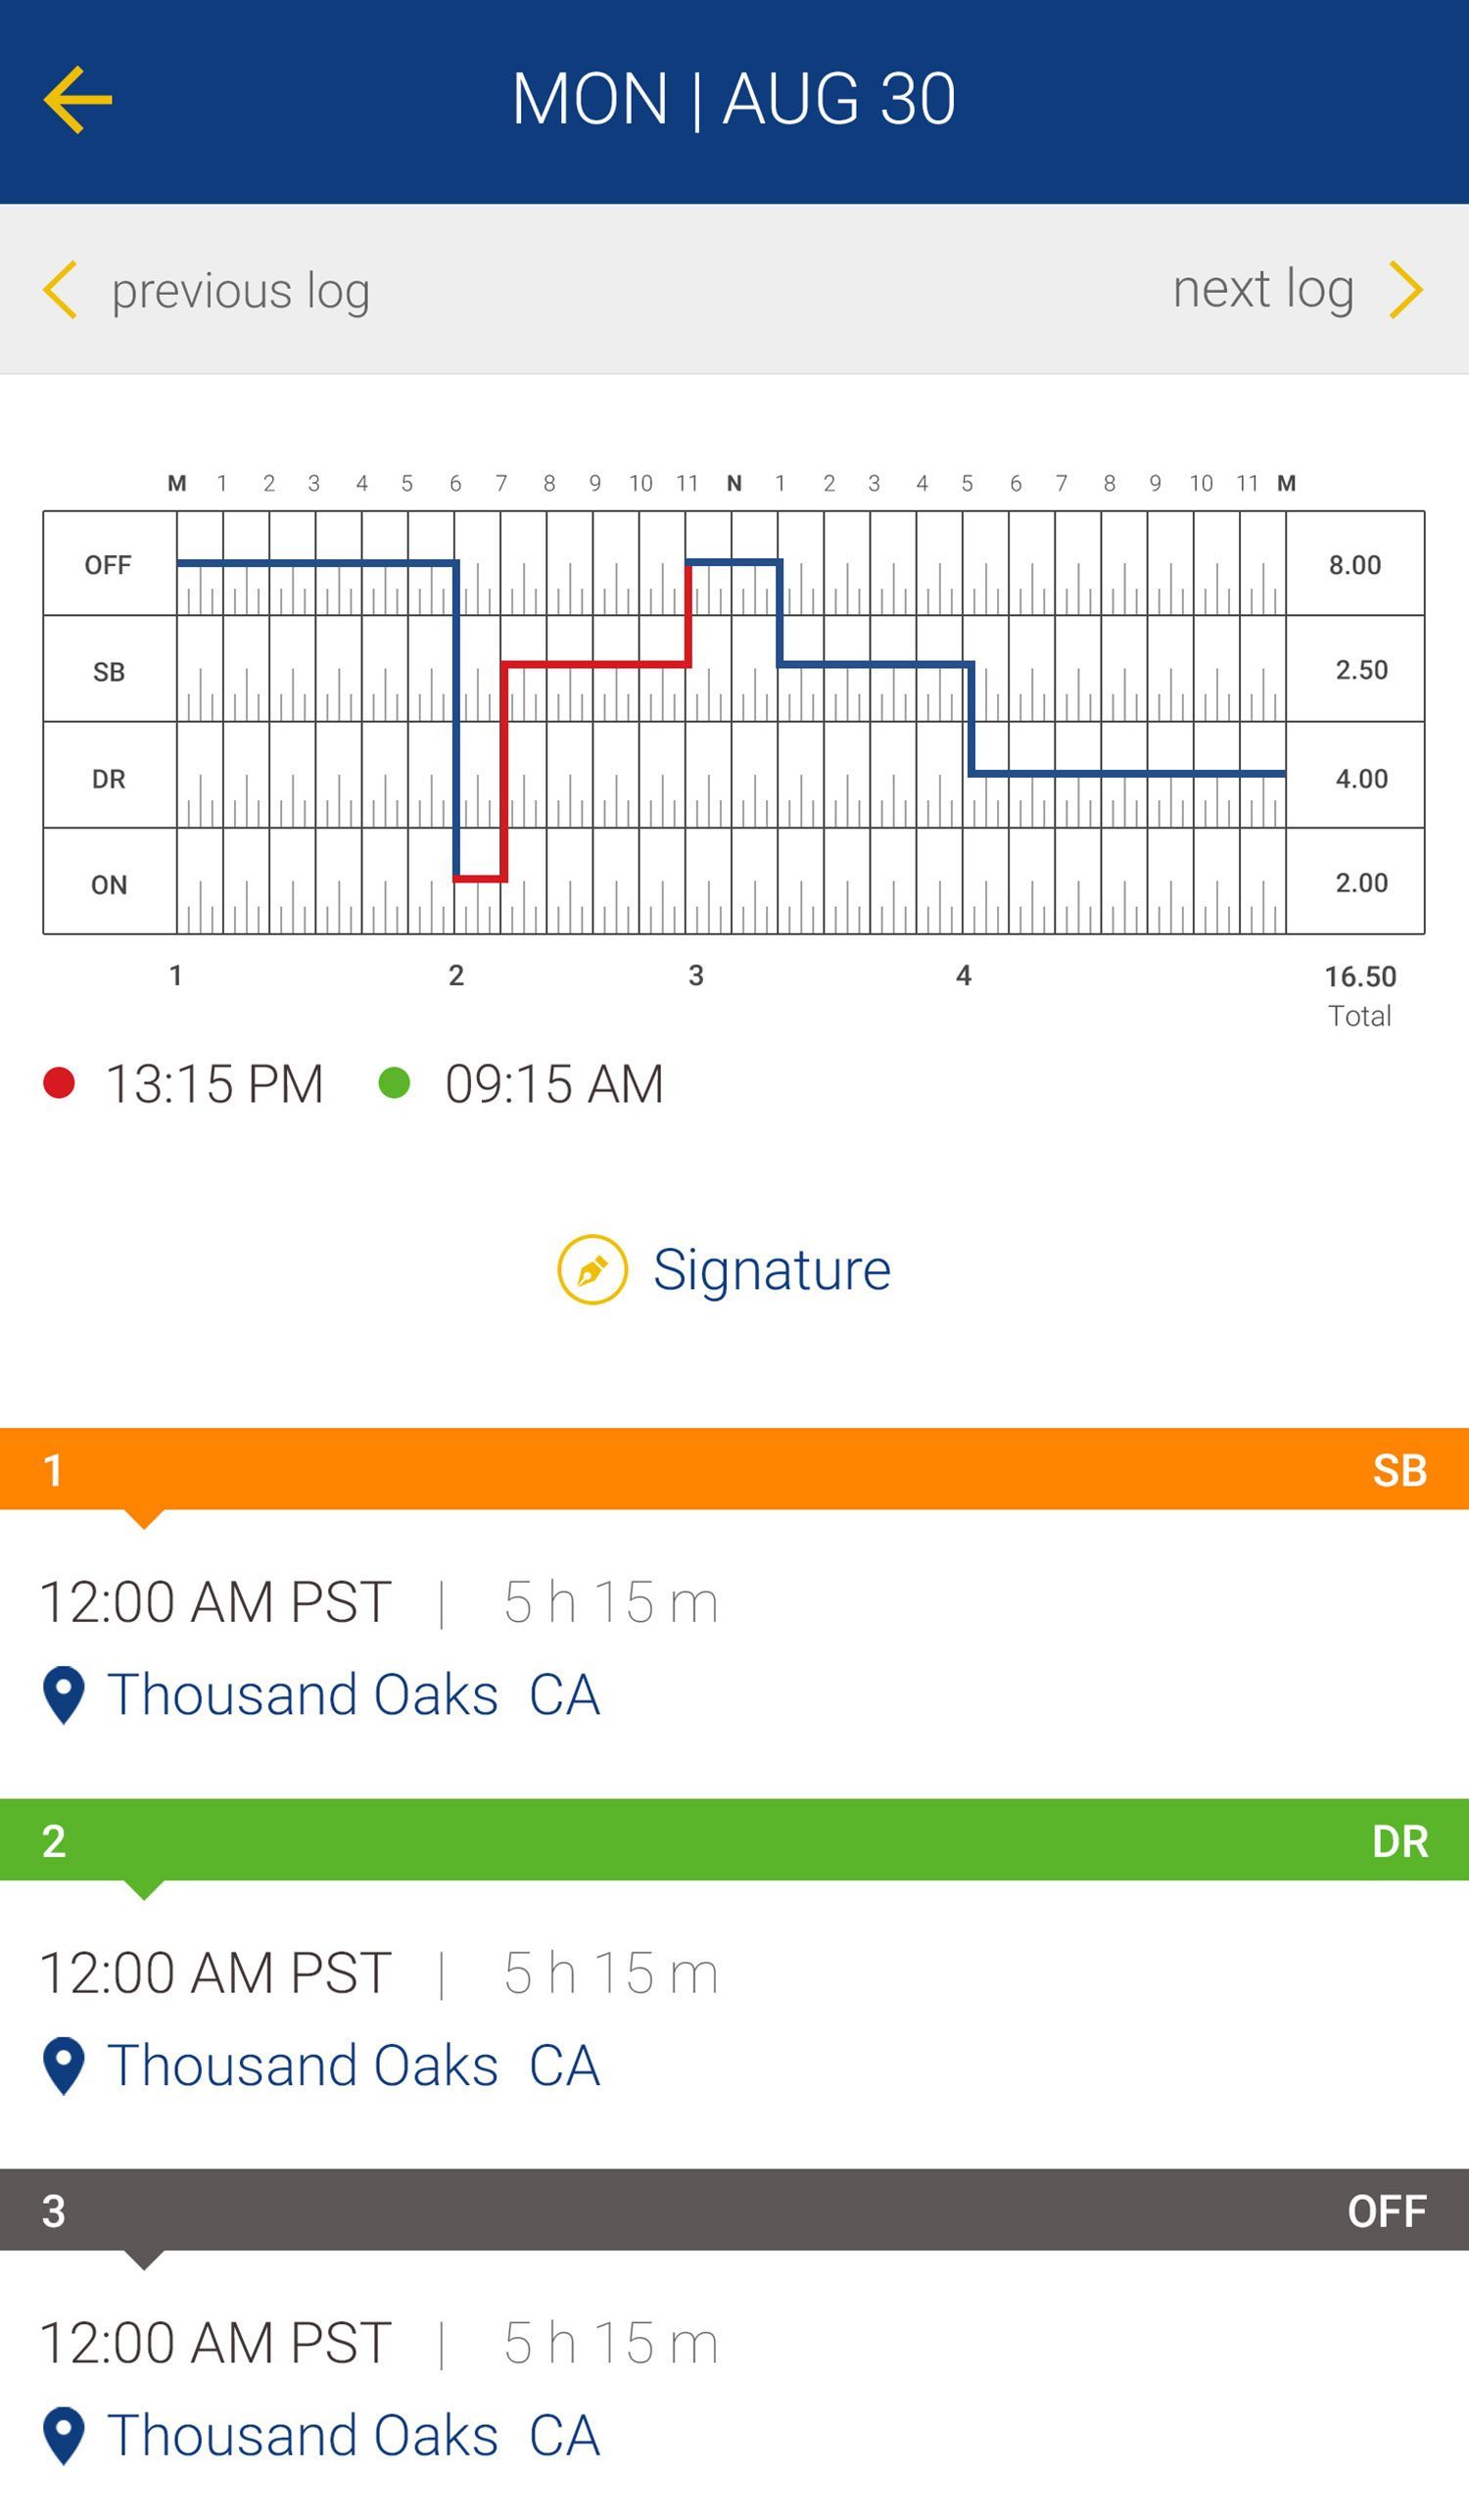 MON | AUG 30
previous log
next log
M 1 2 3 4 5 6 7 8 9 10 11 N 1 2 3 4 5 6 7 8 9 10 11 M
OFF 8.00
SB 2.50
DR 4.00
ON 2.00
1 2 3 4 16.50
Total
13:15 PM 09:15 AM
Signature
1 SB
12:00 AM PST | 5 h 15 m
Thousand Oaks CA
2 DR
12:00 AM PST | 5 h 15 m
Thousand Oaks CA
3 OFF
12:00 AM PST | 5 h 15 m
Thousand Oaks CA